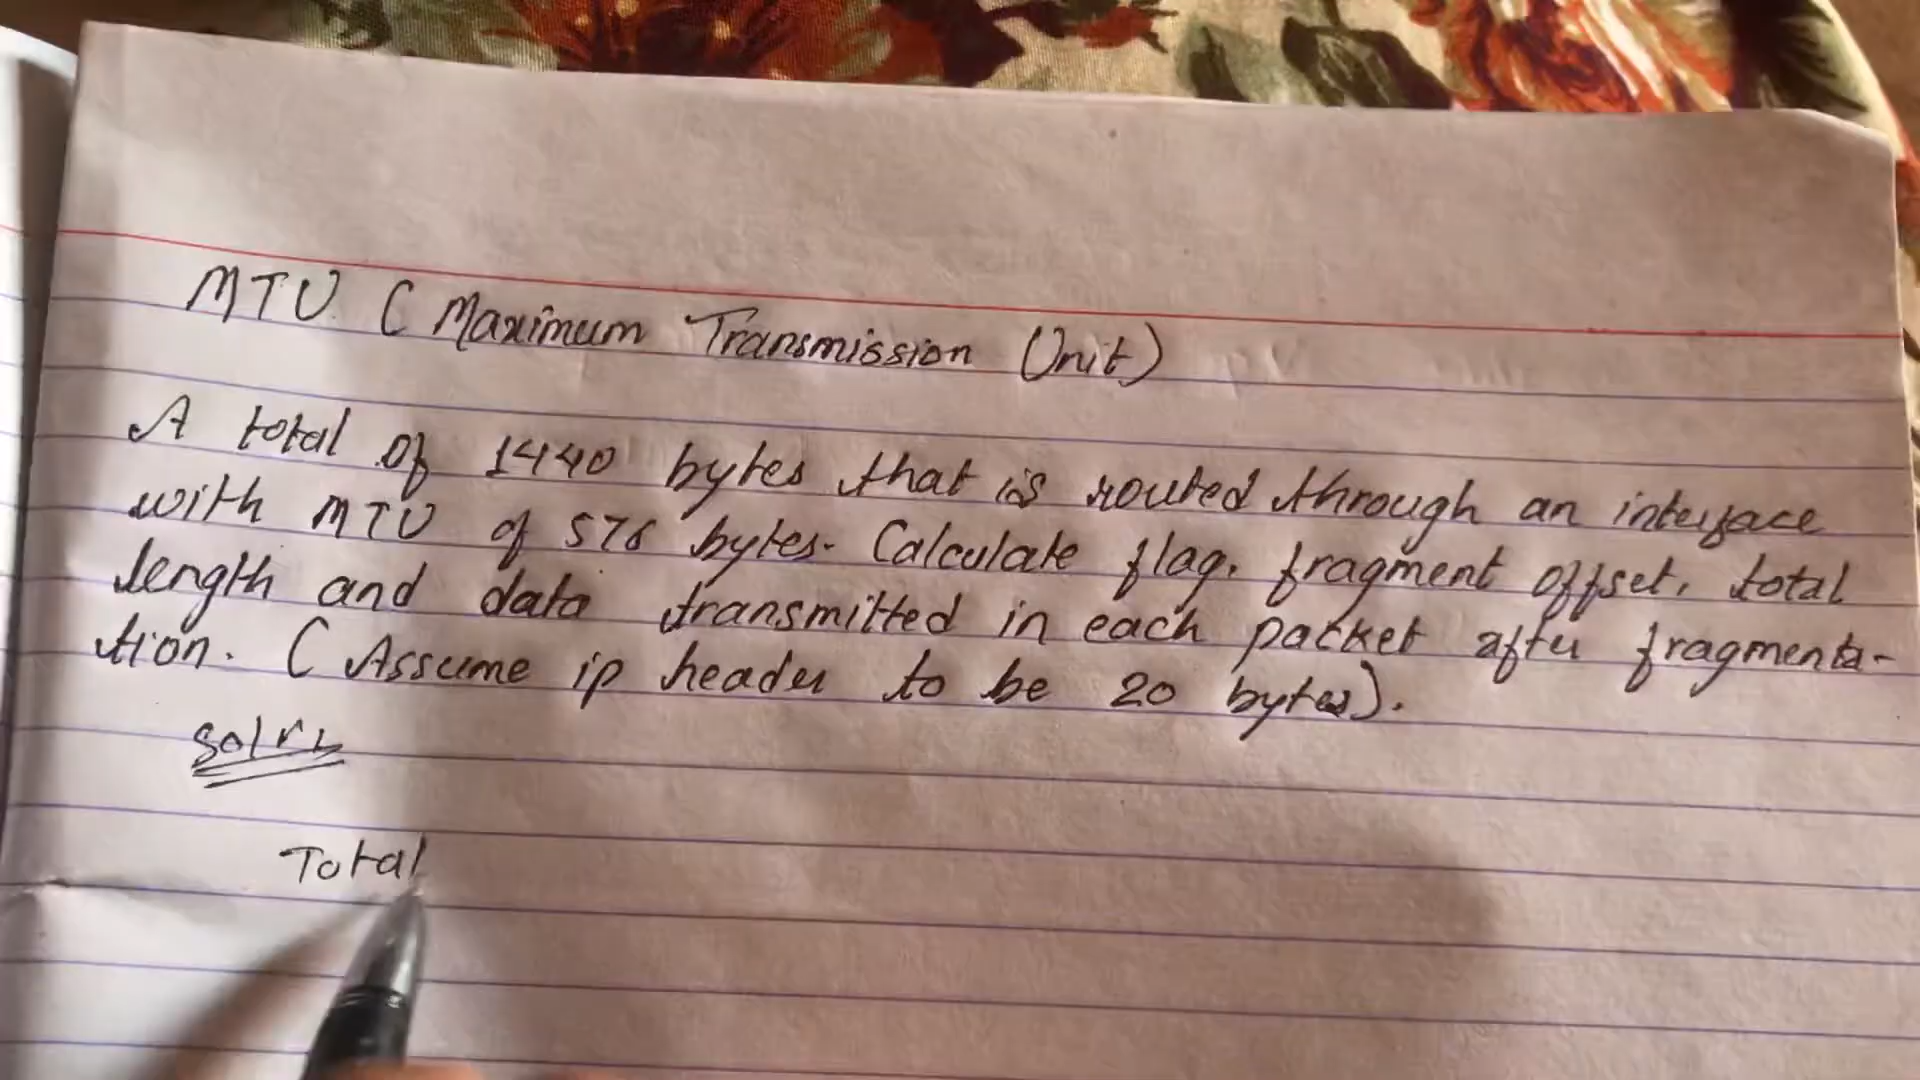 MTU. ( Maximum Transmission Unit)
A total of 1440 bytes that is routed through an interface
with MTU of 576 bytes. Calculate flag, fragment offset, total
length and data transmitted in each packet after fragmenta-
tion. ( Assume ip header to be 20 bytes).
Soln
Total